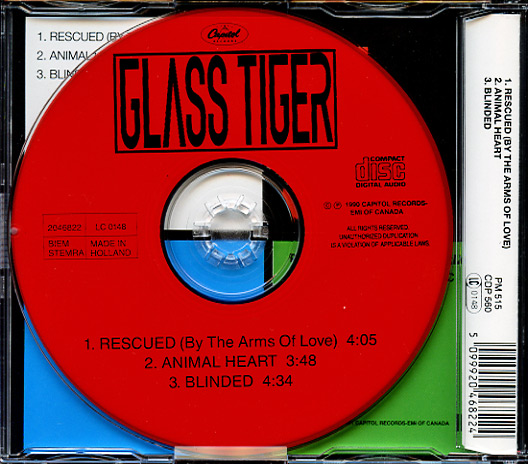 1. RESCUED (BY
2. ANIMAL H
3. BLIND
Capitol
GLASS TIGER
COMPACT
disc
DIGITAL AUDIO
℗ © 1990 CAPITOL RECORDS-
EMI OF CANADA
ALL RIGHTS RESERVED.
UNAUTHORIZED DUPLICATION
IS A VIOLATION OF APPLICABLE LAWS.
2046822 LC 0148
BIEM MADE IN
STEMRA HOLLAND
1. RESCUED (By The Arms Of Love) 4:05
2. ANIMAL HEART 3:48
3. BLINDED 4:34
CAPITOL RECORDS-EMI OF CANADA
1. RESCUED (BY THE ARMS OF LOVE)
2. ANIMAL HEART
3. BLINDED
PM 515
CDP 560
LC 0148
5 099920 468224